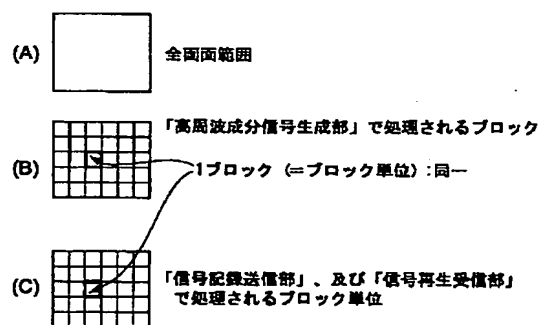 (A) 全画面範囲
「高周波成分信号生成部」で処理されるブロック
(B)
1ブロック (=ブロック単位):同一
(C) 「信号記録送信部」、及び「信号再生受信部」
で処理されるブロック単位